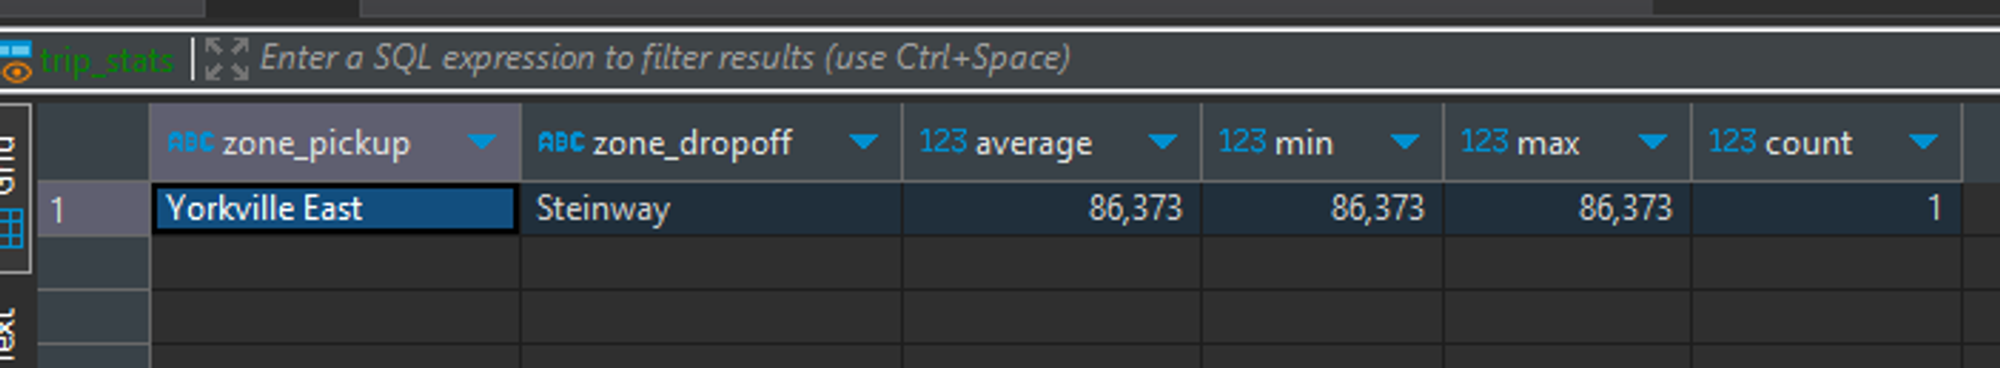 trip_stats Enter a SQL expression to filter results (use Ctrl+Space)
Grid
ABC zone_pickup ABC zone_dropoff 123 average 123 min 123 max 123 count
1 Yorkville East Steinway 86,373 86,373 86,373 1